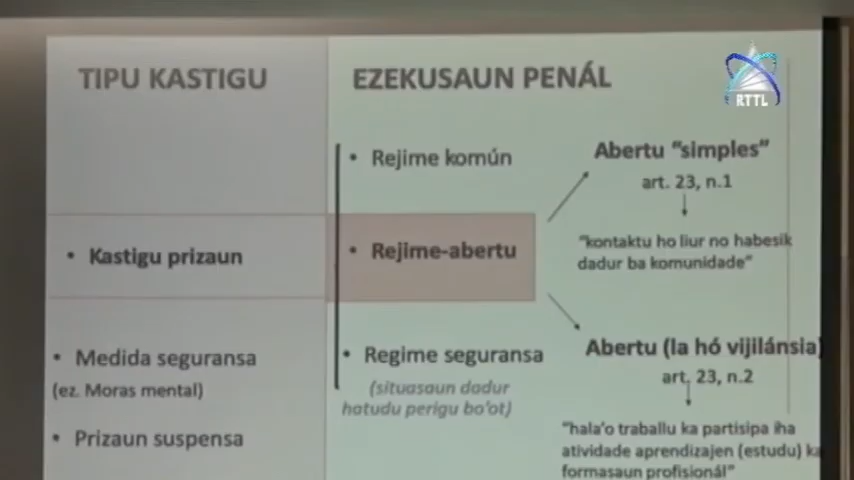 TIPU KASTIGU
EZEKUSAUN PENÁL
RTTL
• Rejime komún
Abertu “simples”
art. 23, n.1
• Kastigu prizaun
• Rejime-abertu
“kontaktu ho liur no habesik
dadur ba komunidade”
• Medida seguransa
(ez. Moras mental)
• Regime seguransa
(situasaun dadur
hatudu perigu bo’ot)
Abertu (la hó vijilánsia)
art. 23, n.2
• Prizaun suspensa
“hala’o traballu ka partisipa iha
atividade aprendizajen (estudu) ka
formasaun profisionál”